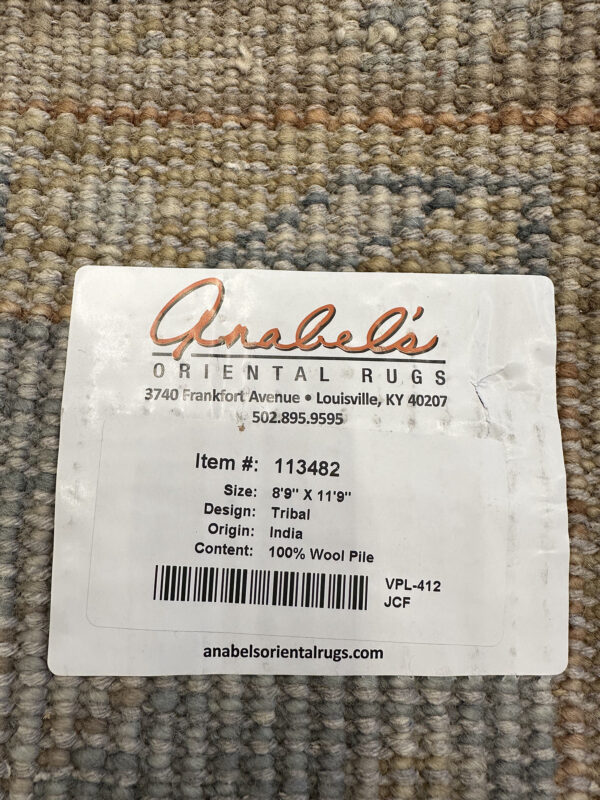 Anabel's
ORIENTAL RUGS
3740 Frankfort Avenue • Louisville, KY 40207
502.895.9595
Item #: 113482
Size: 8'9" X 11'9"
Design: Tribal
Origin: India
Content: 100% Wool Pile
VPL-412
JCF
anabelsorientalrugs.com